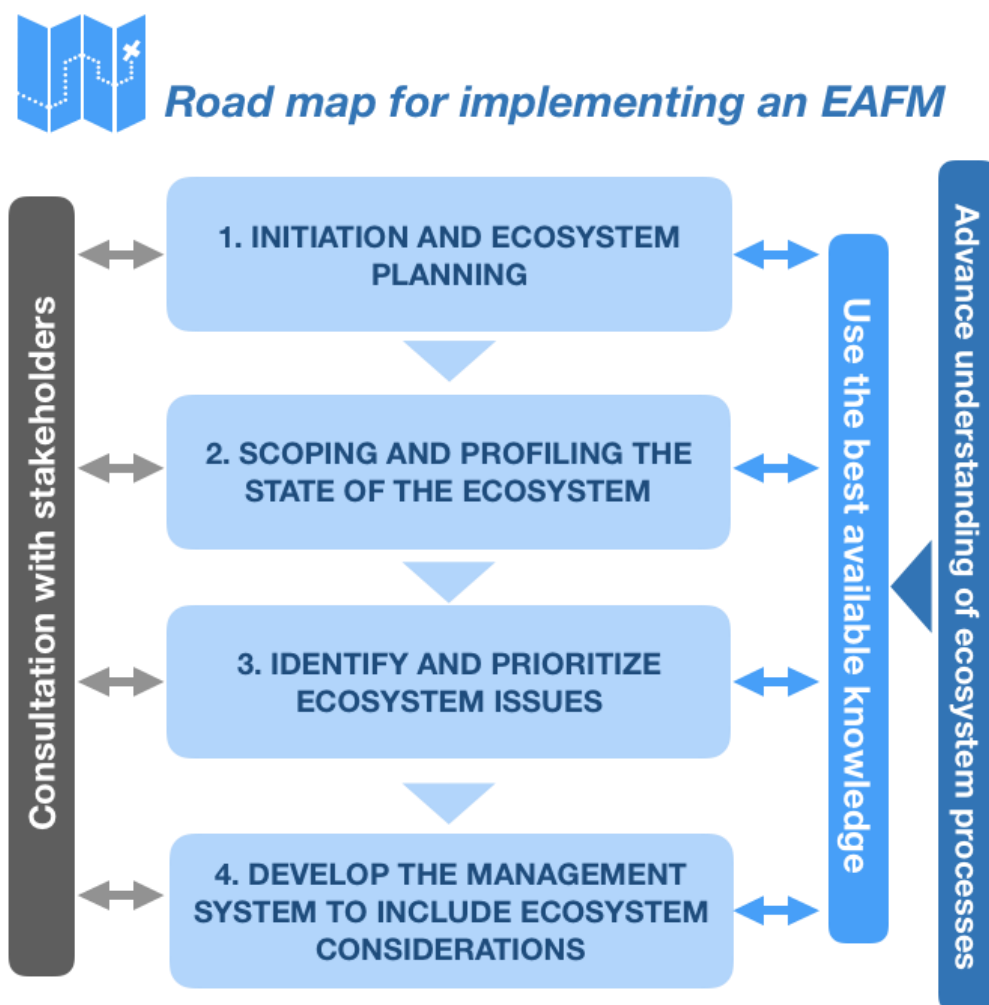 Road map for implementing an EAFM
Consultation with stakeholders
1. INITIATION AND ECOSYSTEM
PLANNING
2. SCOPING AND PROFILING THE
STATE OF THE ECOSYSTEM
3. IDENTIFY AND PRIORITIZE
ECOSYSTEM ISSUES
4. DEVELOP THE MANAGEMENT
SYSTEM TO INCLUDE ECOSYSTEM
CONSIDERATIONS
Use the best available knowledge
Advance understanding of ecosystem processes